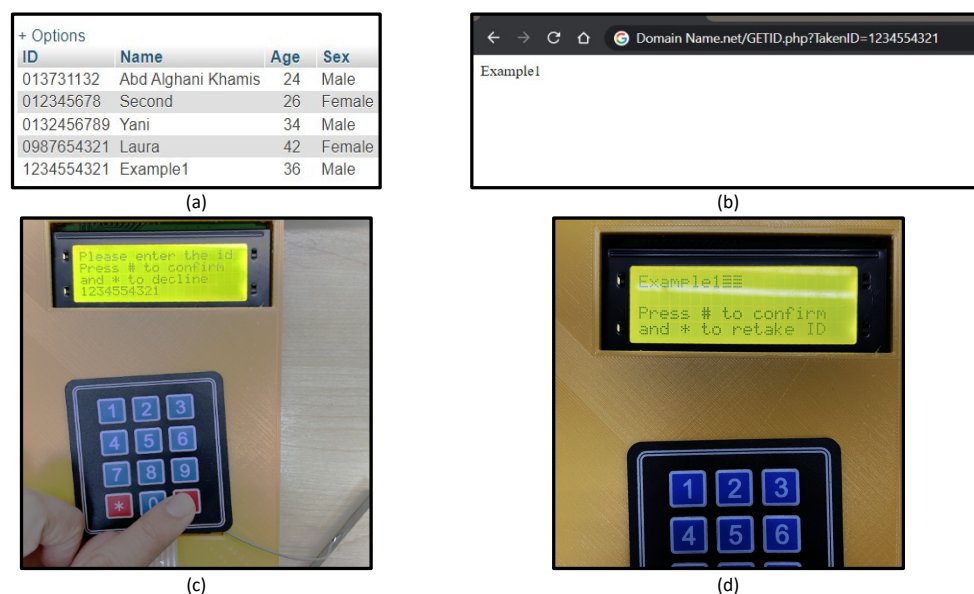 + Options
ID Name Age Sex
013731132 Abd Alghani Khamis 24 Male
012345678 Second 26 Female
0132456789 Yani 34 Male
0987654321 Laura 42 Female
1234554321 Example1 36 Male
(a)
Domain Name.net/GETID.php?TakenID=1234554321
Example1
(b)
Please enter the id
Press # to confirm
and * to decline
1234554321
1 2 3
4 5 6
7 8 9
* 0
(c)
Example1
Press # to confirm
and * to retake ID
1 2 3
4 5 6
(d)